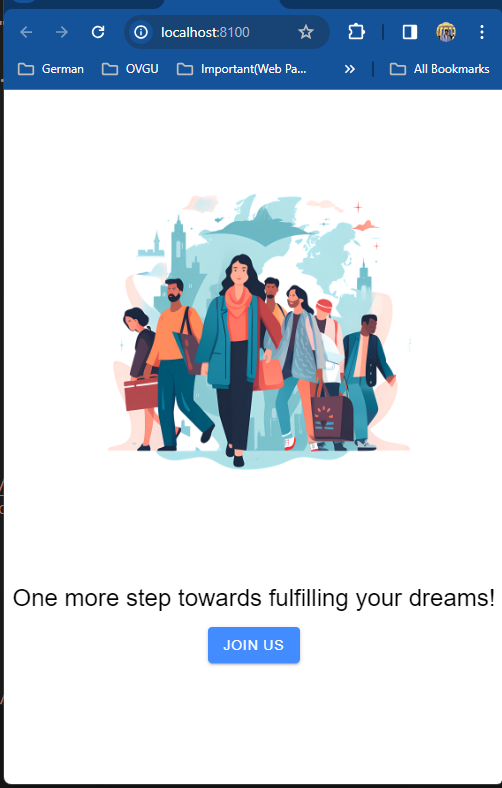 localhost:8100
German
OVGU
Important(Web Pa...
All Bookmarks
One more step towards fulfilling your dreams!
JOIN US